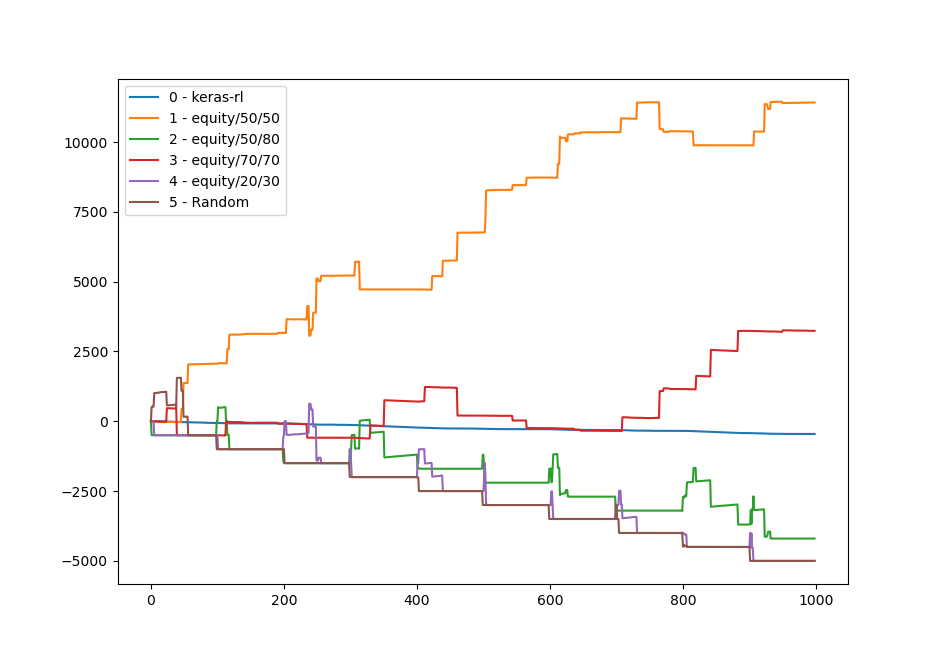 0 - keras-rl
1 - equity/50/50
2 - equity/50/80
3 - equity/70/70
4 - equity/20/30
5 - Random
10000
7500
5000
2500
0
−2500
−5000
0 200 400 600 800 1000